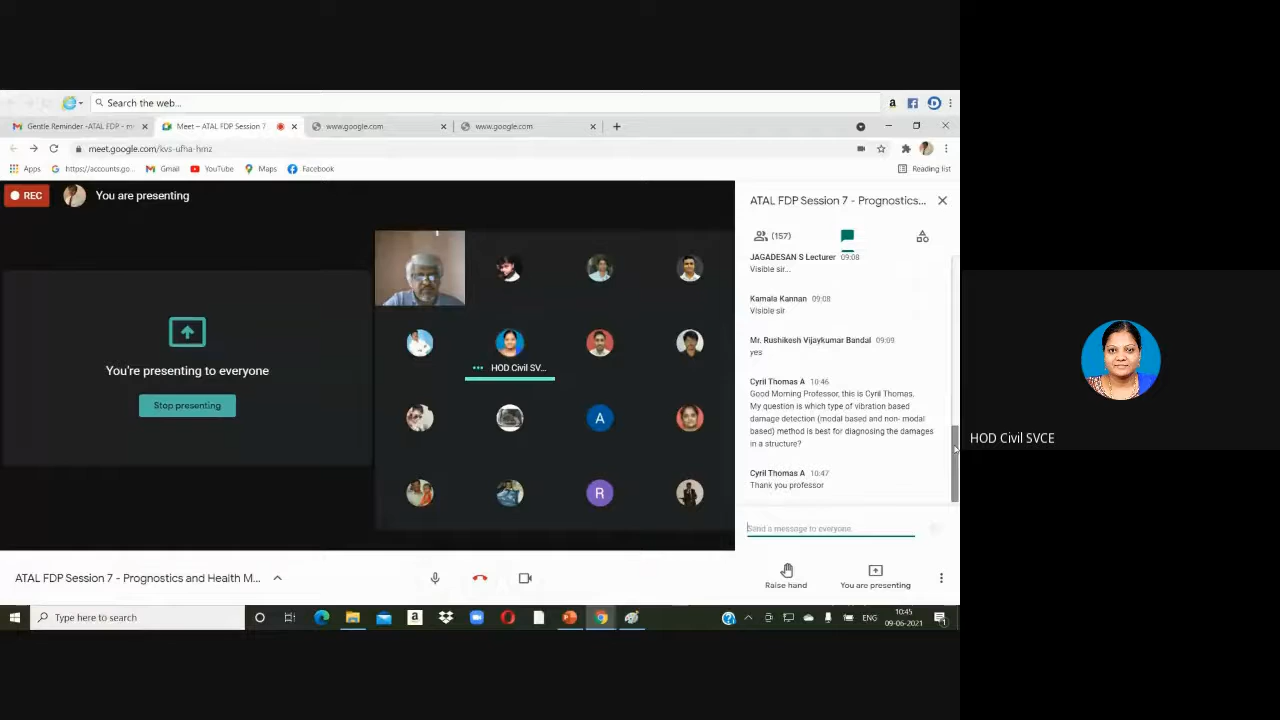 Search the web...
Gentle Reminder -ATAL FDP - m
Meet – ATAL FDP Session 7
www.google.com
www.google.com
meet.google.com/kvs-ufha-hmz
Apps
https://accounts.go...
Gmail
YouTube
Maps
Facebook
Reading list
REC
You are presenting
You're presenting to everyone
Stop presenting
HOD Civil SV...
A
R
ATAL FDP Session 7 - Prognostics...
(157)
JAGADESAN S Lecturer 09:08
Visible sir...
Kamala Kannan 09:08
Visible sir
Mr. Rushikesh Vijaykumar Bandal 09:09
yes
Cyril Thomas A 10:46
Good Morning Professor, this is Cyril Thomas.
My question is which type of vibration based
damage detection (modal based and non- modal
based) method is best for diagnosing the damages
in a structure?
Cyril Thomas A 10:47
Thank you professor
Send a message to everyone
Raise hand
You are presenting
ATAL FDP Session 7 - Prognostics and Health M...
Type here to search
ENG
10:45
09-06-2021
HOD Civil SVCE